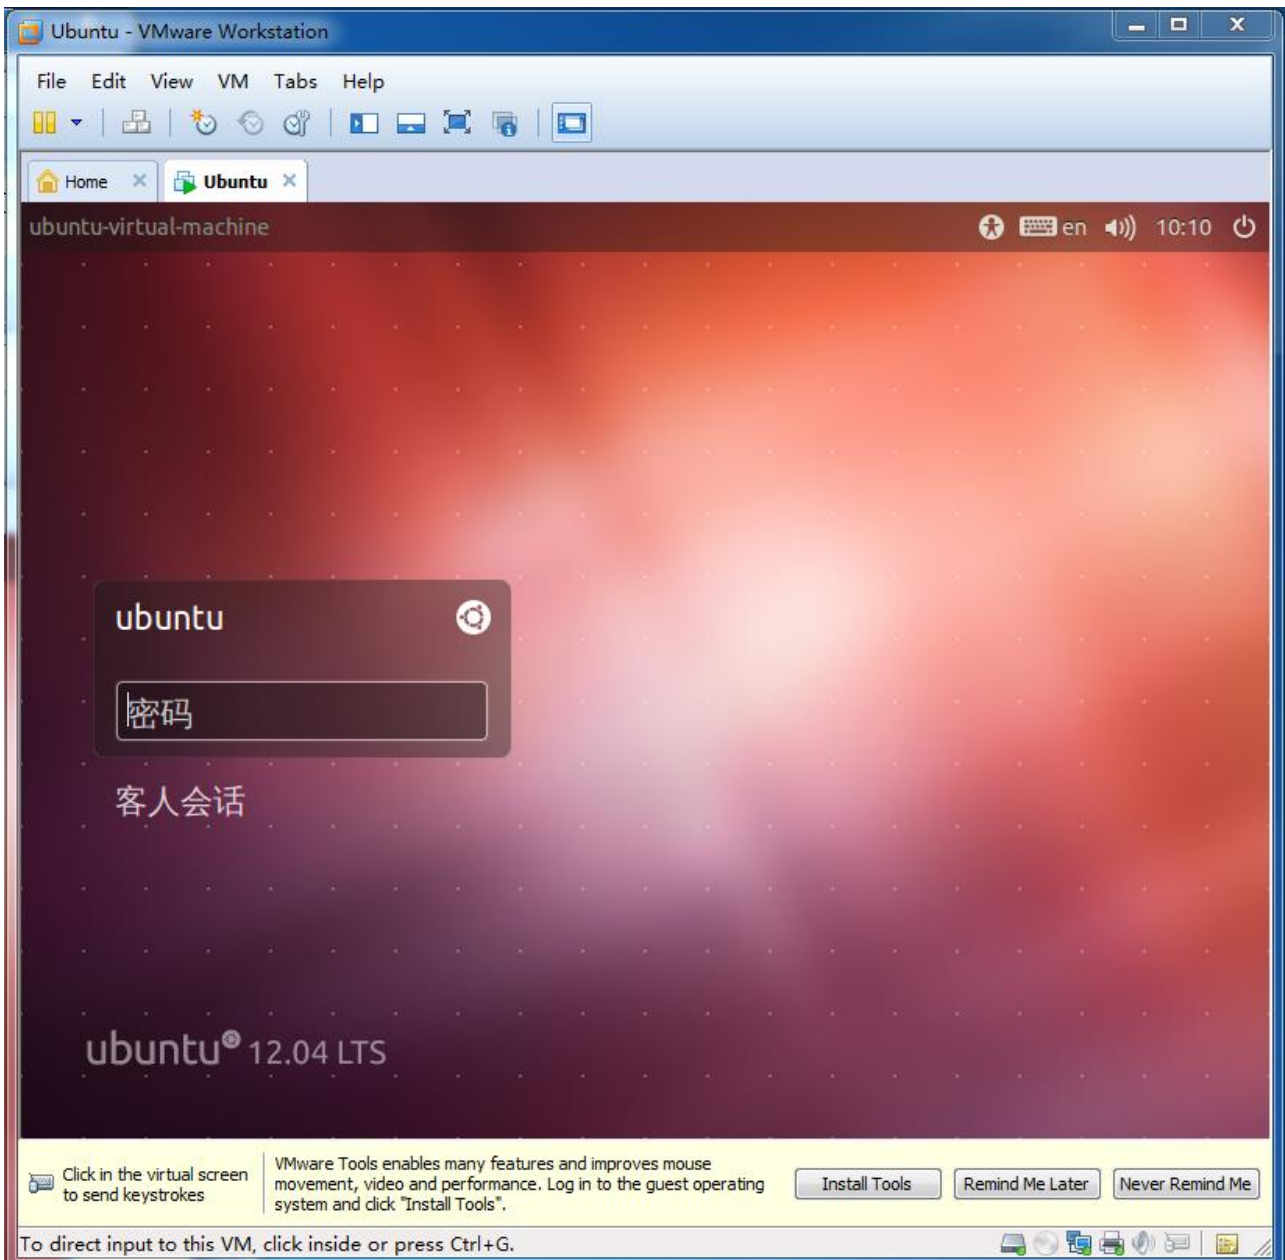 Ubuntu - VMware Workstation
File Edit View VM Tabs Help
Home Ubuntu
ubuntu-virtual-machine en 10:10
ubuntu
密码
客人会话
ubuntu 12.04 LTS
Click in the virtual screen
to send keystrokes
VMware Tools enables many features and improves mouse
movement, video and performance. Log in to the guest operating
system and click "Install Tools".
Install Tools Remind Me Later Never Remind Me
To direct input to this VM, click inside or press Ctrl+G.